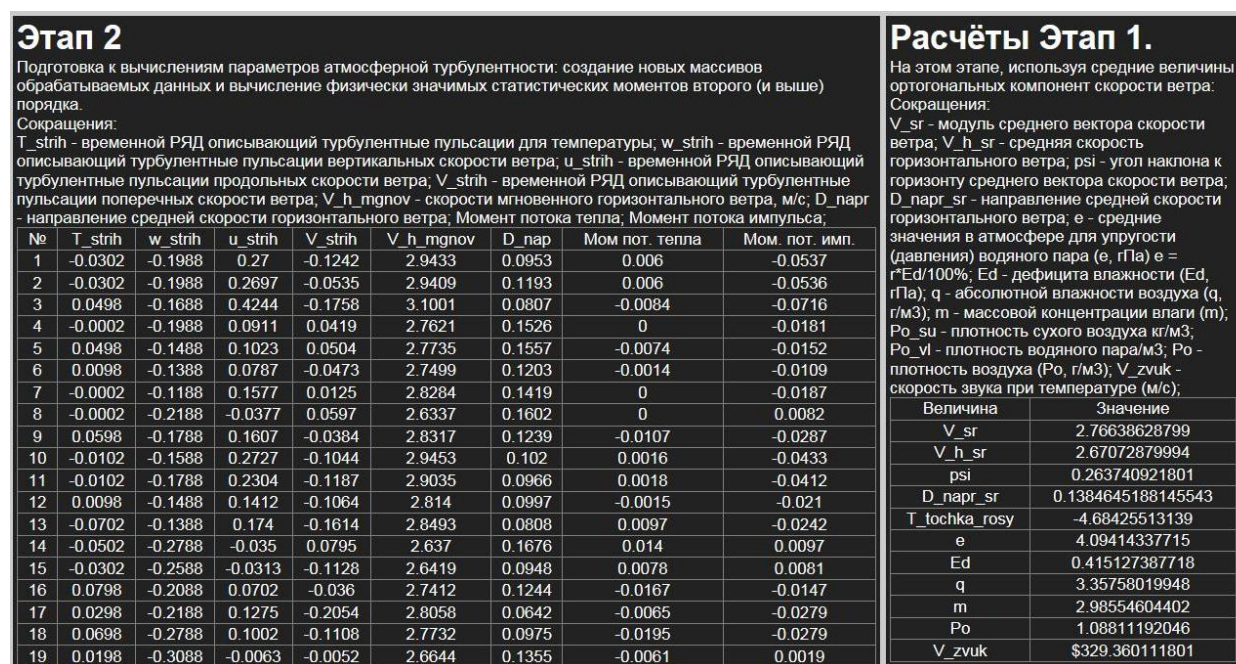 Этап 2
Подготовка к вычислениям параметров атмосферной турбулентности: создание новых массивов
обрабатываемых данных и вычисление физически значимых статистических моментов второго (и выше)
порядка.
Сокращения:
T_strih - временной РЯД описывающий турбулентные пульсации для температуры; w_strih - временной РЯД
описывающий турбулентные пульсации вертикальных скорости ветра; u_strih - временной РЯД описывающий
турбулентные пульсации продольных скорости ветра; V_strih - временной РЯД описывающий турбулентные
пульсации поперечных скорости ветра; V_h_mgnov - скорости мгновенного горизонтального ветра, м/с; D_napr
- направление средней скорости горизонтального ветра; Момент потока тепла; Момент потока импульса;
№ T_strih w_strih u_strih V_strih V_h_mgnov D_nap Мом пот. тепла Мом. пот. имп.
1 -0.0302 -0.1988 0.27 -0.1242 2.9433 0.0953 0.006 -0.0537
2 -0.0302 -0.1988 0.2697 -0.0535 2.9409 0.1193 0.006 -0.0536
3 0.0498 -0.1688 0.4244 -0.1758 3.1001 0.0807 -0.0084 -0.0716
4 -0.0002 -0.1988 0.0911 0.0419 2.7621 0.1526 0 -0.0181
5 0.0498 -0.1488 0.1023 0.0504 2.7735 0.1557 -0.0074 -0.0152
6 0.0098 -0.1388 0.0787 -0.0473 2.7499 0.1203 -0.0014 -0.0109
7 -0.0002 -0.1188 0.1577 0.0125 2.8284 0.1419 0 -0.0187
8 -0.0002 -0.2188 -0.0377 0.0597 2.6337 0.1602 0 0.0082
9 0.0598 -0.1788 0.1607 -0.0384 2.8317 0.1239 -0.0107 -0.0287
10 -0.0102 -0.1588 0.2727 -0.1044 2.9453 0.102 0.0016 -0.0433
11 -0.0102 -0.1788 0.2304 -0.1187 2.9035 0.0966 0.0018 -0.0412
12 0.0098 -0.1488 0.1412 -0.1064 2.814 0.0997 -0.0015 -0.021
13 -0.0702 -0.1388 0.174 -0.1614 2.8493 0.0808 0.0097 -0.0242
14 -0.0502 -0.2788 -0.035 0.0795 2.637 0.1676 0.014 0.0097
15 -0.0302 -0.2588 -0.0313 -0.1128 2.6419 0.0948 0.0078 0.0081
16 0.0798 -0.2088 0.0702 -0.036 2.7412 0.1244 -0.0167 -0.0147
17 0.0298 -0.2188 0.1275 -0.2054 2.8058 0.0642 -0.0065 -0.0279
18 0.0698 -0.2788 0.1002 -0.1108 2.7732 0.0975 -0.0195 -0.0279
19 0.0198 -0.3088 -0.0063 -0.0052 2.6644 0.1355 -0.0061 0.0019
Расчёты Этап 1.
На этом этапе, используя средние величины
ортогональных компонент скорости ветра:
Сокращения:
V_sr - модуль среднего вектора скорости
ветра; V_h_sr - средняя скорость
горизонтального ветра; psi - угол наклона к
горизонту среднего вектора скорости ветра;
D_napr_sr - направление средней скорости
горизонтального ветра; e - средние
значения в атмосфере для упругости
(давления) водяного пара (e, гПа) e =
r*Ed/100%; Ed - дефицита влажности (Ed,
гПа); q - абсолютной влажности воздуха (q,
г/м3); m - массовой концентрации влаги (m);
Po_su - плотность сухого воздуха кг/м3;
Po_vl - плотность водяного пара/м3; Po -
плотность воздуха (Po, г/м3); V_zvuk -
скорость звука при температуре (м/с);
Величина Значение
V_sr 2.76638628799
V_h_sr 2.67072879994
psi 0.263740921801
D_napr_sr 0.1384645188145543
T_tochka_rosy -4.68425513139
e 4.09414337715
Ed 0.415127387718
q 3.35758019948
m 2.98554604402
Po 1.08811192046
V_zvuk $329.360111801